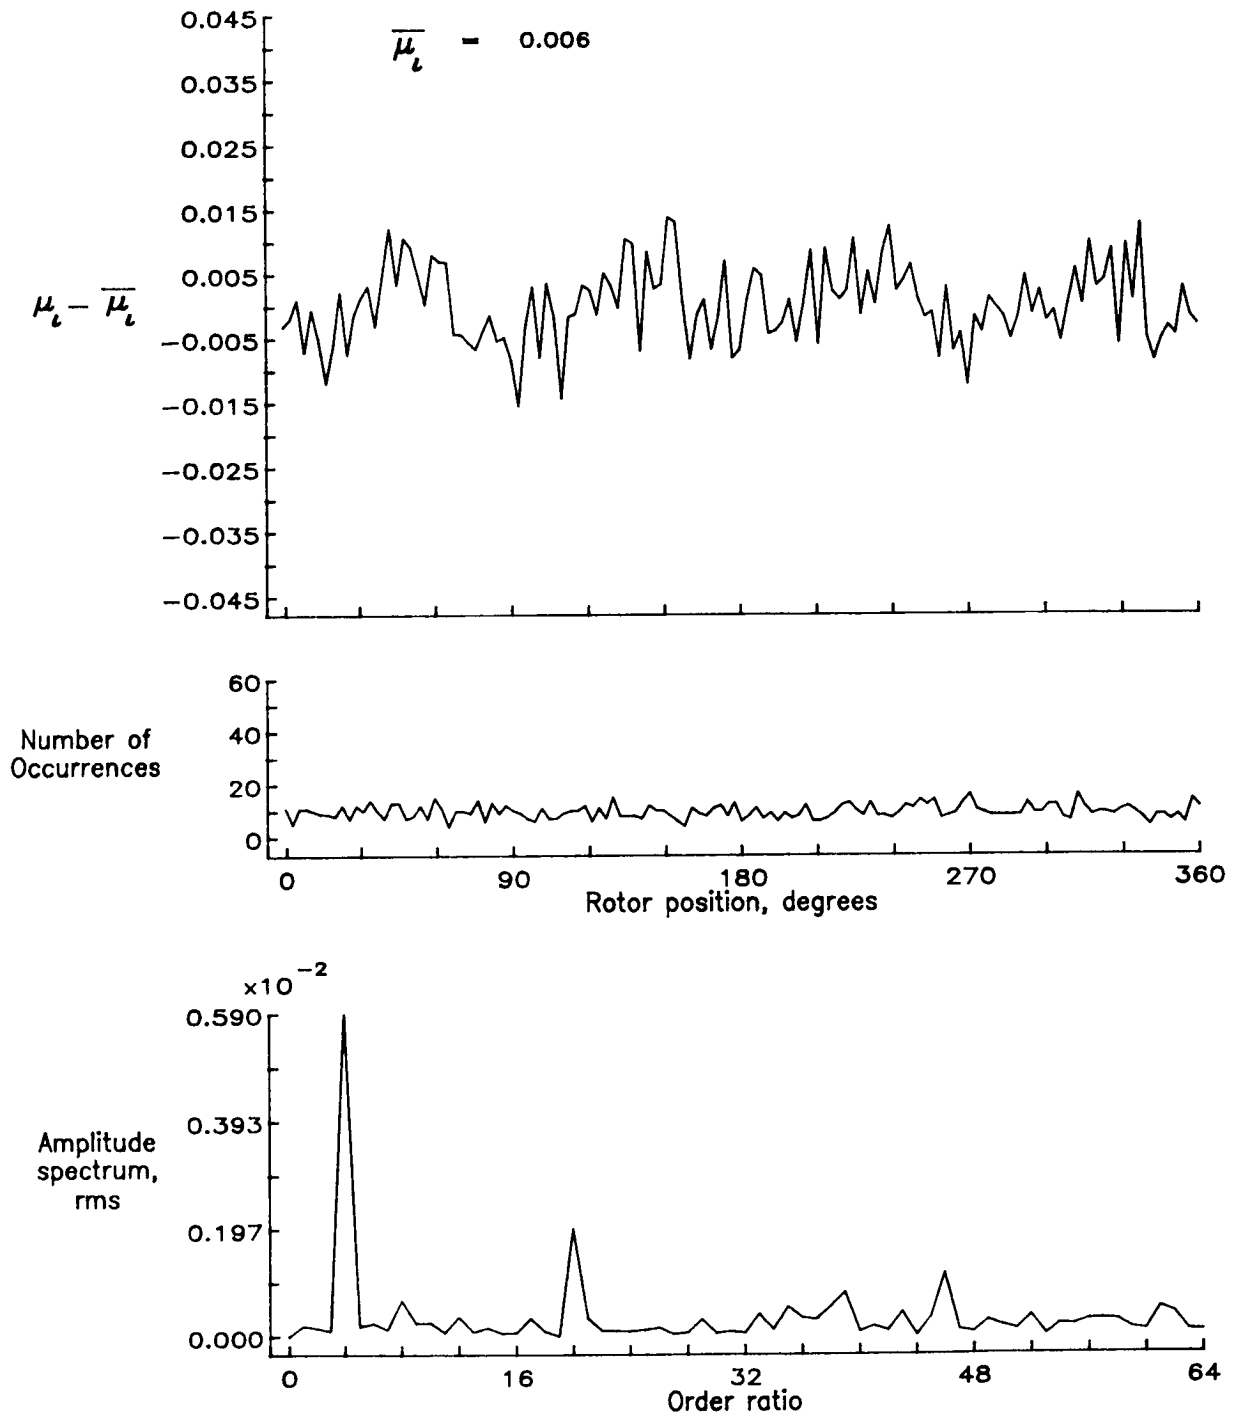 0.045
μ̅ι = 0.006
0.035
0.025
0.015
0.005
μι − μ̅ι
−0.005
−0.015
−0.025
−0.035
−0.045
60
Number of
Occurrences
40
20
0
0 90 180 270 360
Rotor position, degrees
×10⁻²
0.590
0.393
Amplitude
spectrum,
rms
0.197
0.000
0 16 32 48 64
Order ratio